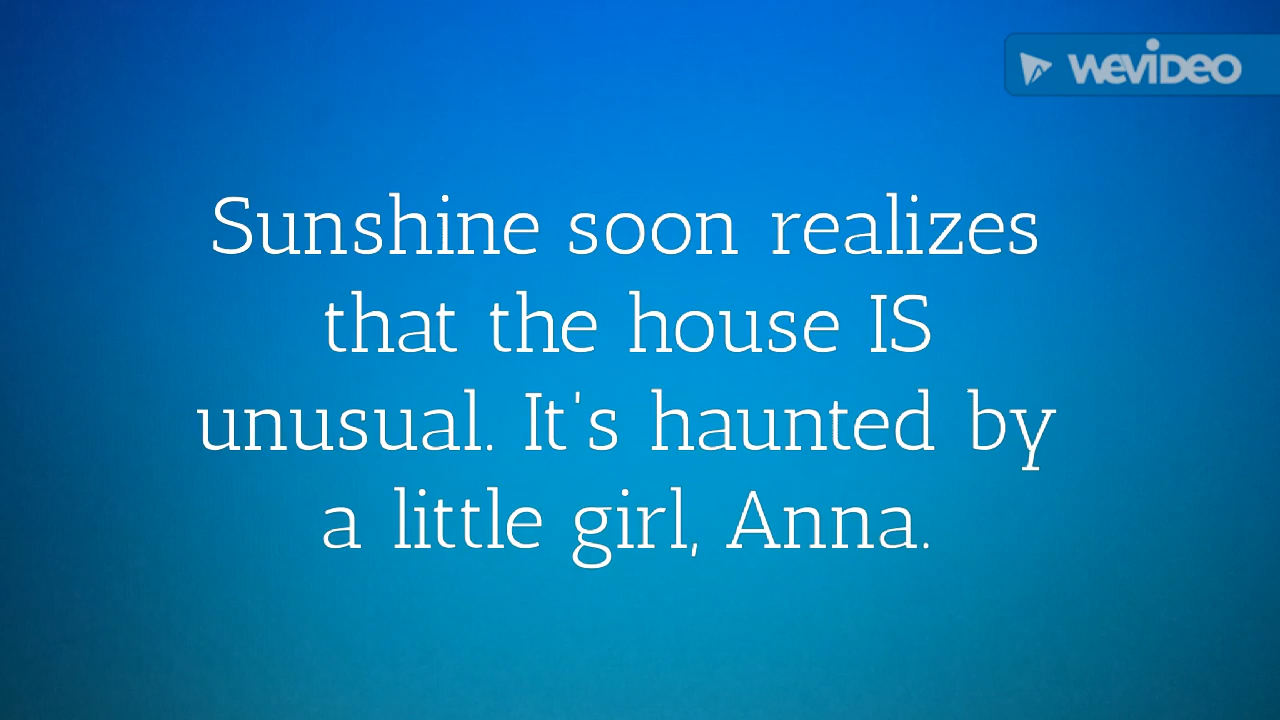 WEVIDEO
Sunshine soon realizes
that the house IS
unusual. It's haunted by
a little girl, Anna.